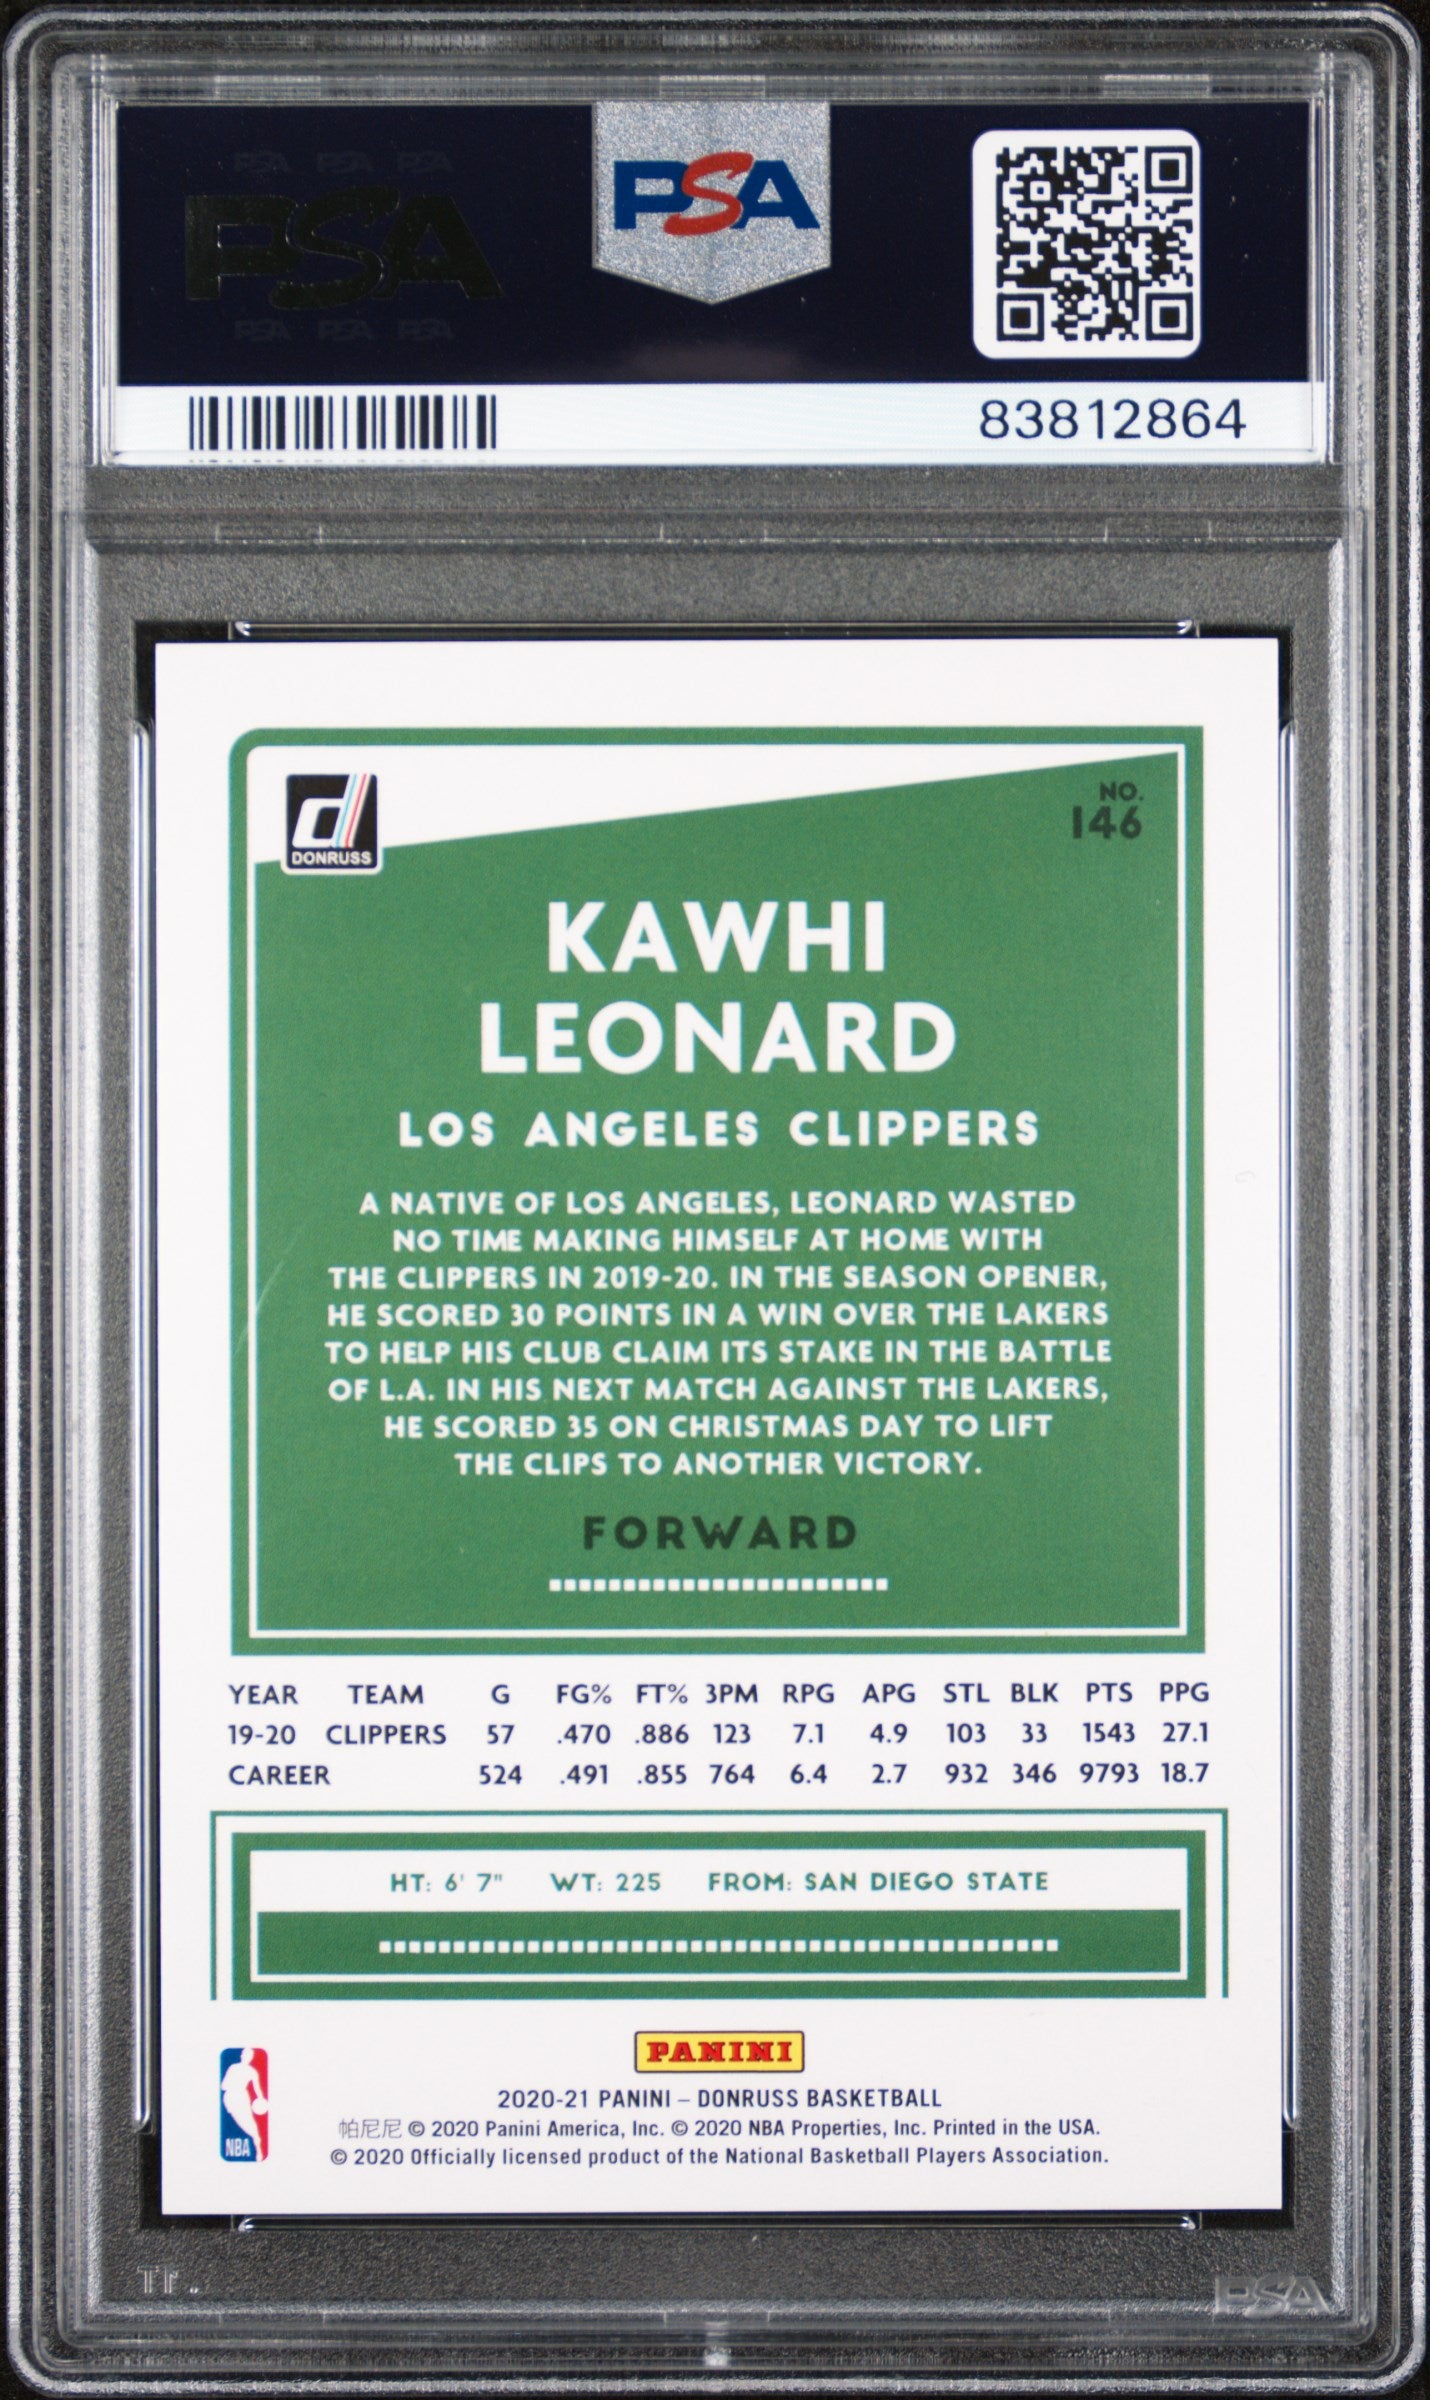 PSA PSA PSA
PSA
PSA PSA PSA
PSA
83812864
d
DONRUSS
NO.
146
KAWHI
LEONARD
LOS ANGELES CLIPPERS
A NATIVE OF LOS ANGELES, LEONARD WASTED
NO TIME MAKING HIMSELF AT HOME WITH
THE CLIPPERS IN 2019-20. IN THE SEASON OPENER,
HE SCORED 30 POINTS IN A WIN OVER THE LAKERS
TO HELP HIS CLUB CLAIM ITS STAKE IN THE BATTLE
OF L.A. IN HIS NEXT MATCH AGAINST THE LAKERS,
HE SCORED 35 ON CHRISTMAS DAY TO LIFT
THE CLIPS TO ANOTHER VICTORY.
FORWARD
YEAR TEAM G FG% FT% 3PM RPG APG STL BLK PTS PPG
19-20 CLIPPERS 57 .470 .886 123 7.1 4.9 103 33 1543 27.1
CAREER 524 .491 .855 764 6.4 2.7 932 346 9793 18.7
HT: 6' 7" WT: 225 FROM: SAN DIEGO STATE
PANINI
NBA
2020-21 PANINI – DONRUSS BASKETBALL
帕尼尼 © 2020 Panini America, Inc. © 2020 NBA Properties, Inc. Printed in the USA.
© 2020 Officially licensed product of the National Basketball Players Association.
PSA